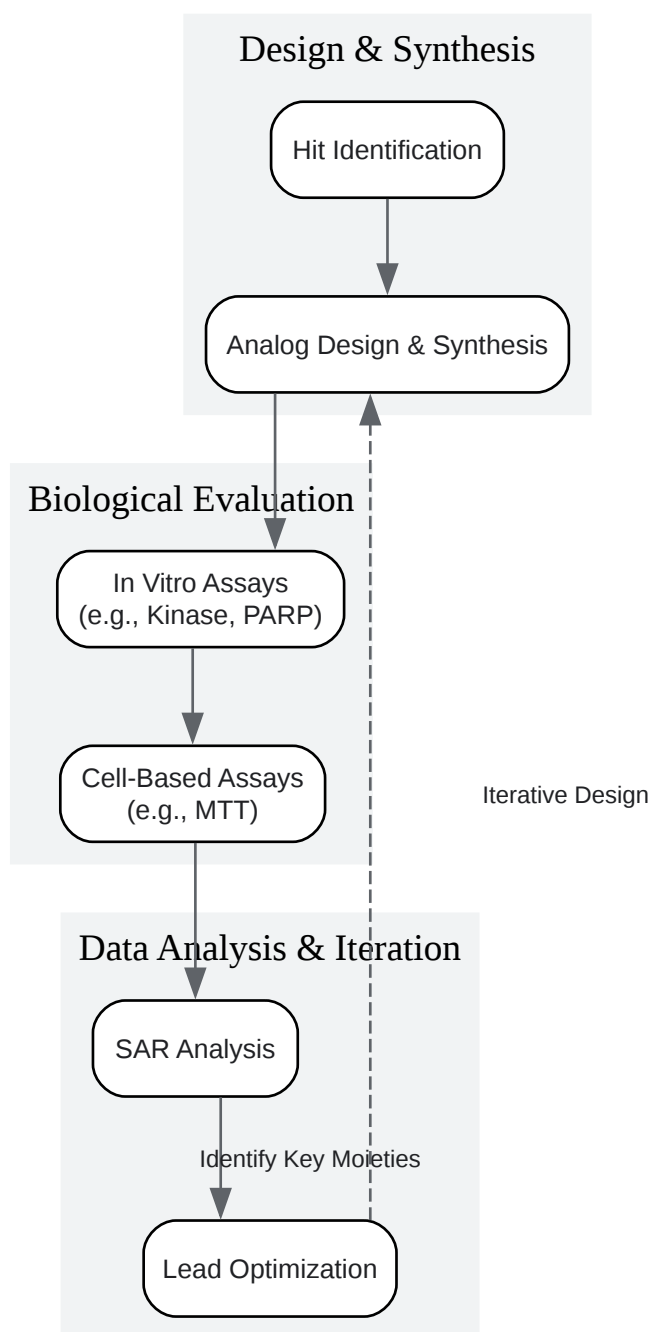 Design & Synthesis
Hit Identification
Analog Design & Synthesis
Biological Evaluation
In Vitro Assays
(e.g., Kinase, PARP)
Cell-Based Assays
(e.g., MTT)
Iterative Design
Data Analysis & Iteration
SAR Analysis
Identify Key Moieties
Lead Optimization